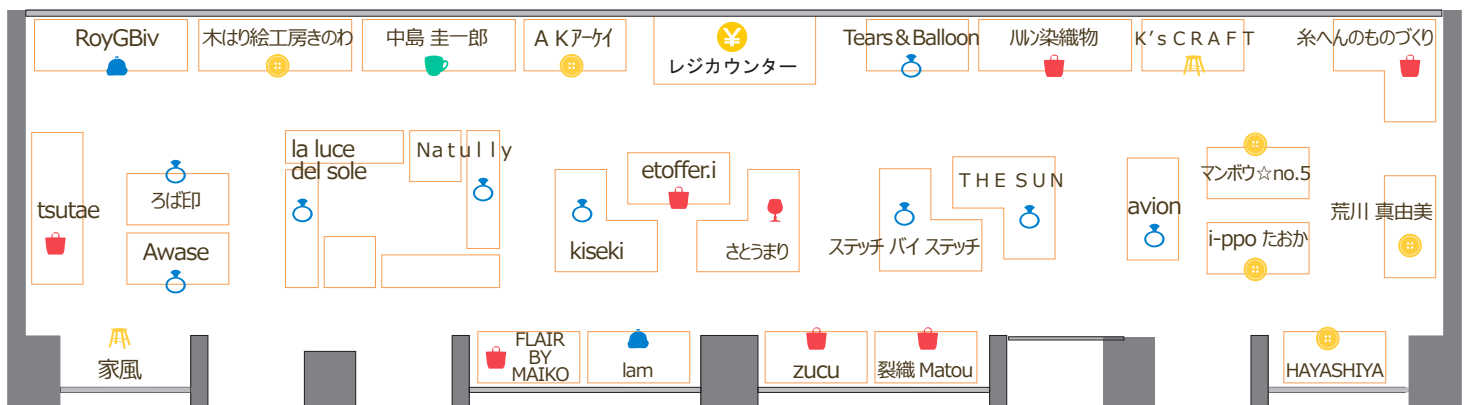 RoyGBiv
木はり絵工房きのわ
中島 圭一郎
A K アーケイ
¥
レジカウンター
Tears＆Balloon
ルルン染織物
K's C R A F T
糸へんのものづくり
tsutae
ろば印
Awase
la luce
del sole
Natully
etoffer.i
kiseki
さとうまり
ステッチ バイ ステッチ
THE SUN
avion
マンボウ☆no.5
i-ppo たおか
荒川 真由美
家風
FLAIR
BY
MAIKO
lam
zucu
裂織 Matou
HAYASHIYA